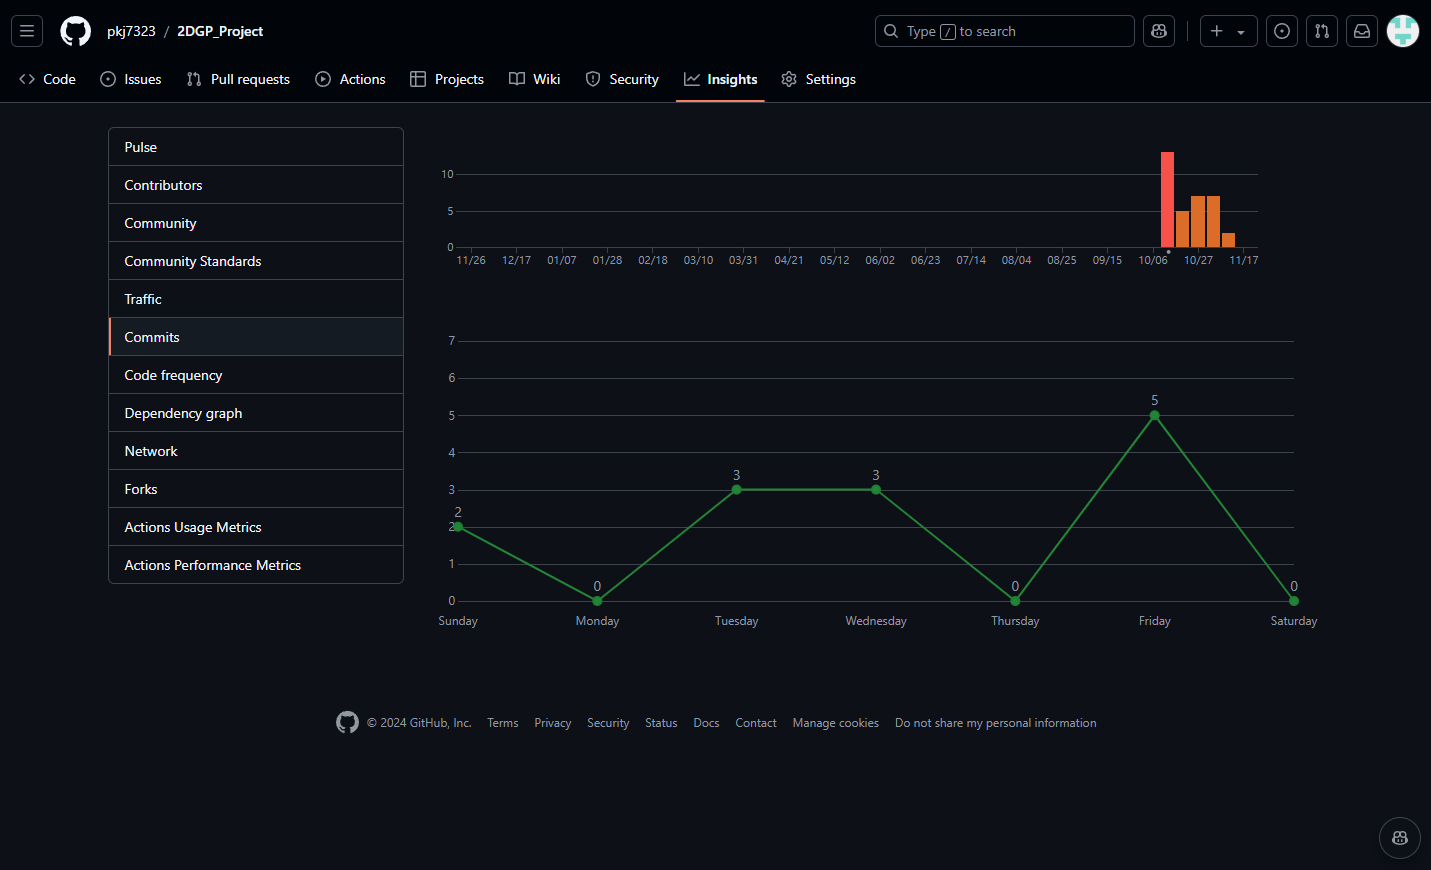 pkj7323 / 2DGP_Project
Type / to search
Code Issues Pull requests Actions Projects Wiki Security Insights Settings
Pulse
Contributors
Community
Community Standards
Traffic
Commits
Code frequency
Dependency graph
Network
Forks
Actions Usage Metrics
Actions Performance Metrics
10
5
0
11/26 12/17 01/07 01/28 02/18 03/10 03/31 04/21 05/12 06/02 06/23 07/14 08/04 08/25 09/15 10/06 10/27 11/17
7
6
5
5
4
3
3 3
2
2
1
0 0 0
0
Sunday Monday Tuesday Wednesday Thursday Friday Saturday
© 2024 GitHub, Inc. Terms Privacy Security Status Docs Contact Manage cookies Do not share my personal information